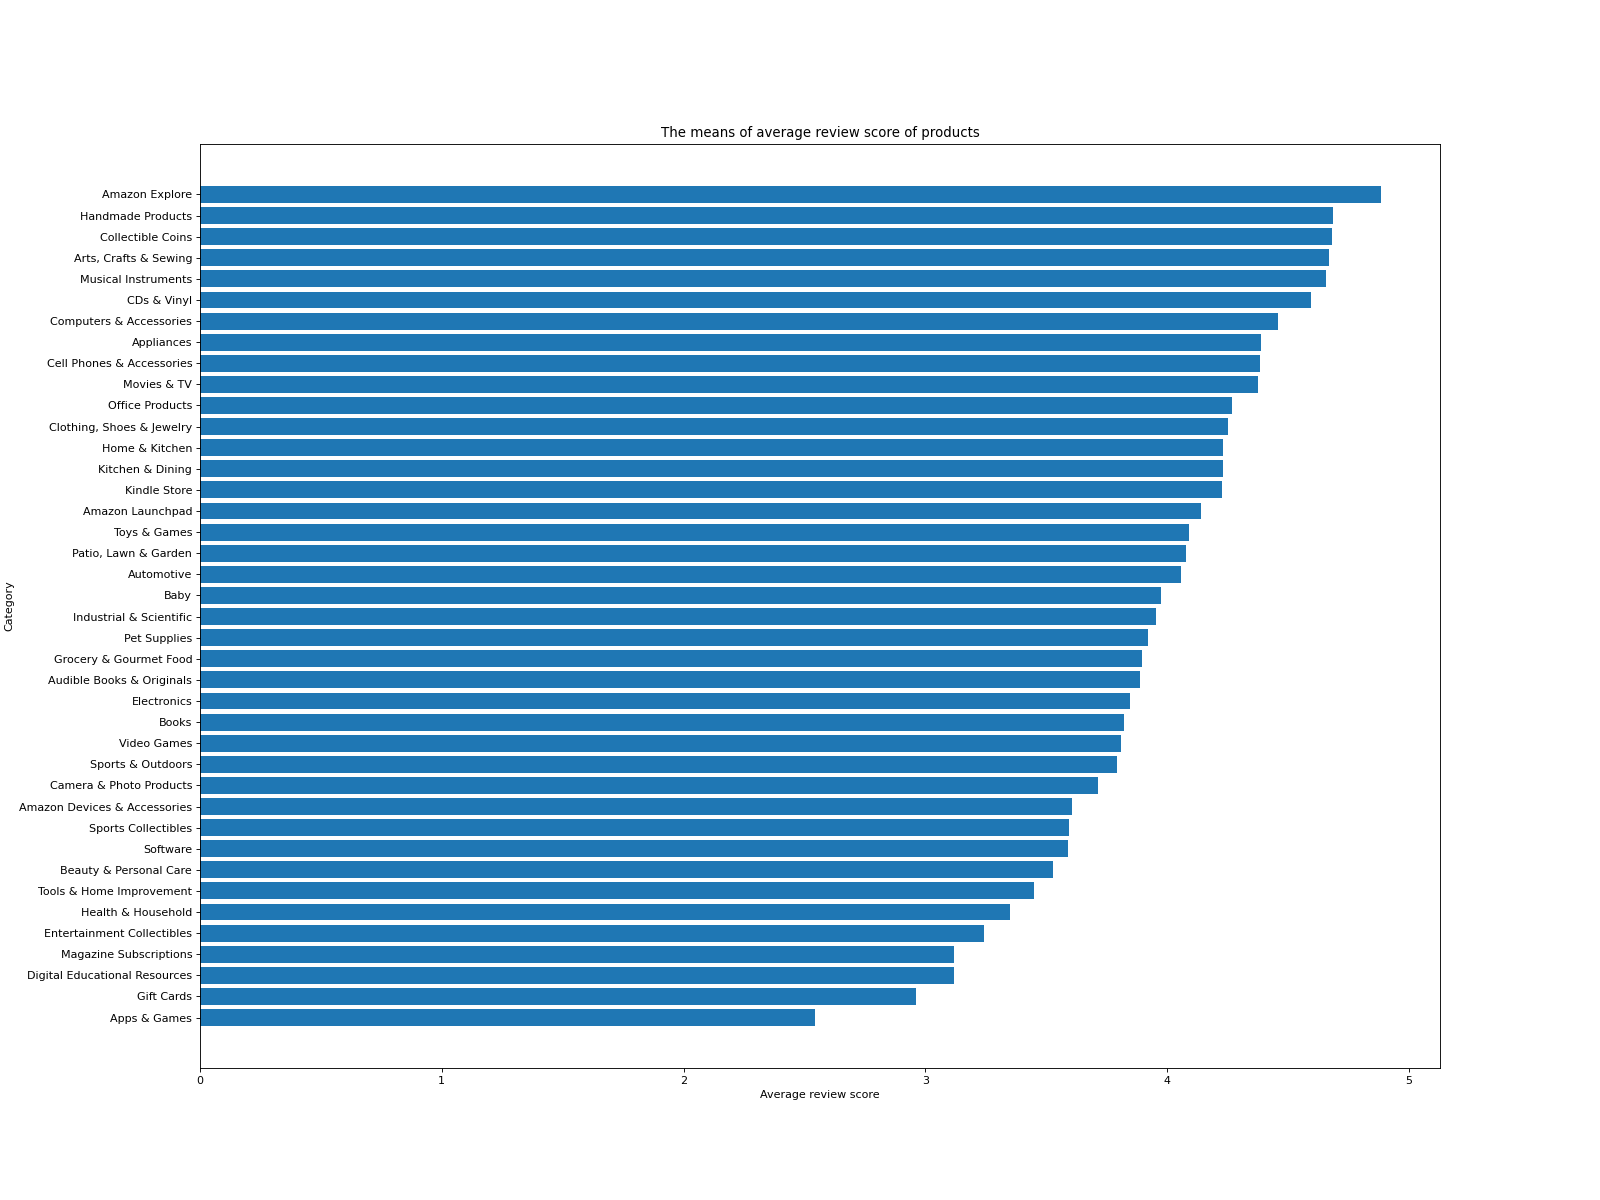 The means of average review score of products
Category
Amazon Explore
Handmade Products
Collectible Coins
Arts, Crafts & Sewing
Musical Instruments
CDs & Vinyl
Computers & Accessories
Appliances
Cell Phones & Accessories
Movies & TV
Office Products
Clothing, Shoes & Jewelry
Home & Kitchen
Kitchen & Dining
Kindle Store
Amazon Launchpad
Toys & Games
Patio, Lawn & Garden
Automotive
Baby
Industrial & Scientific
Pet Supplies
Grocery & Gourmet Food
Audible Books & Originals
Electronics
Books
Video Games
Sports & Outdoors
Camera & Photo Products
Amazon Devices & Accessories
Sports Collectibles
Software
Beauty & Personal Care
Tools & Home Improvement
Health & Household
Entertainment Collectibles
Magazine Subscriptions
Digital Educational Resources
Gift Cards
Apps & Games
0 1 2 3 4 5
Average review score